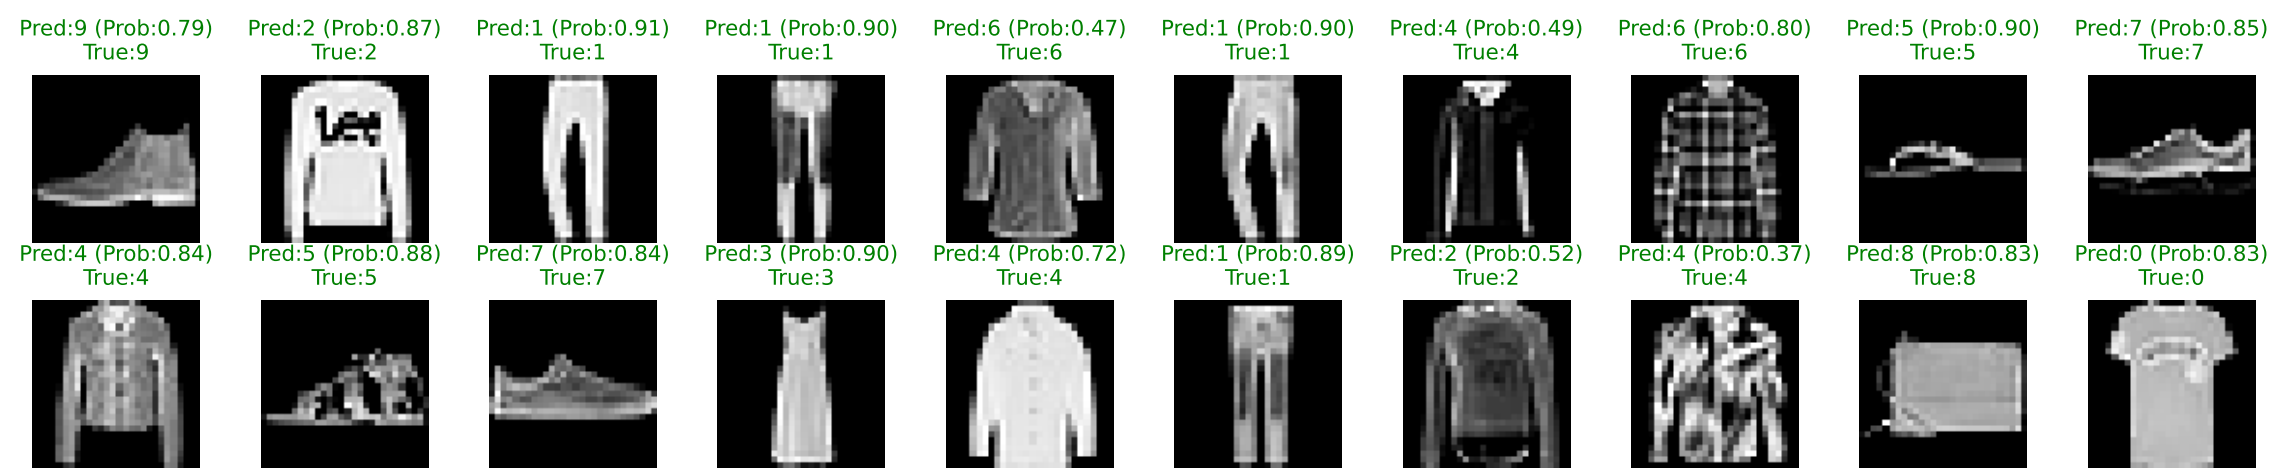 Pred:9 (Prob:0.79) Pred:2 (Prob:0.87) Pred:1 (Prob:0.91) Pred:1 (Prob:0.90) Pred:6 (Prob:0.47) Pred:1 (Prob:0.90) Pred:4 (Prob:0.49) Pred:6 (Prob:0.80) Pred:5 (Prob:0.90) Pred:7 (Prob:0.85)
True:9 True:2 True:1 True:1 True:6 True:1 True:4 True:6 True:5 True:7
Lee
Pred:4 (Prob:0.84) Pred:5 (Prob:0.88) Pred:7 (Prob:0.84) Pred:3 (Prob:0.90) Pred:4 (Prob:0.72) Pred:1 (Prob:0.89) Pred:2 (Prob:0.52) Pred:4 (Prob:0.37) Pred:8 (Prob:0.83) Pred:0 (Prob:0.83)
True:4 True:5 True:7 True:3 True:4 True:1 True:2 True:4 True:8 True:0